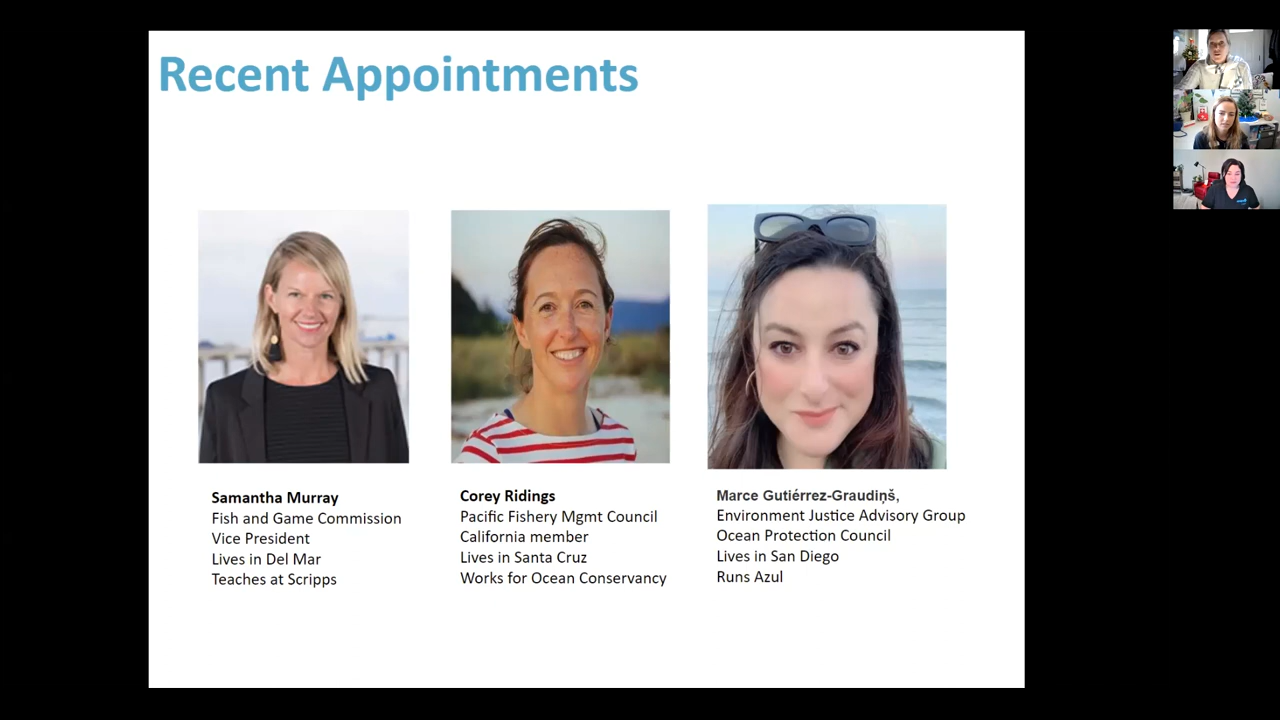 Recent Appointments
Samantha Murray
Fish and Game Commission
Vice President
Lives in Del Mar
Teaches at Scripps
Corey Ridings
Pacific Fishery Mgmt Council
California member
Lives in Santa Cruz
Works for Ocean Conservancy
Marce Gutiérrez-Graudiņš,
Environment Justice Advisory Group
Ocean Protection Council
Lives in San Diego
Runs Azul